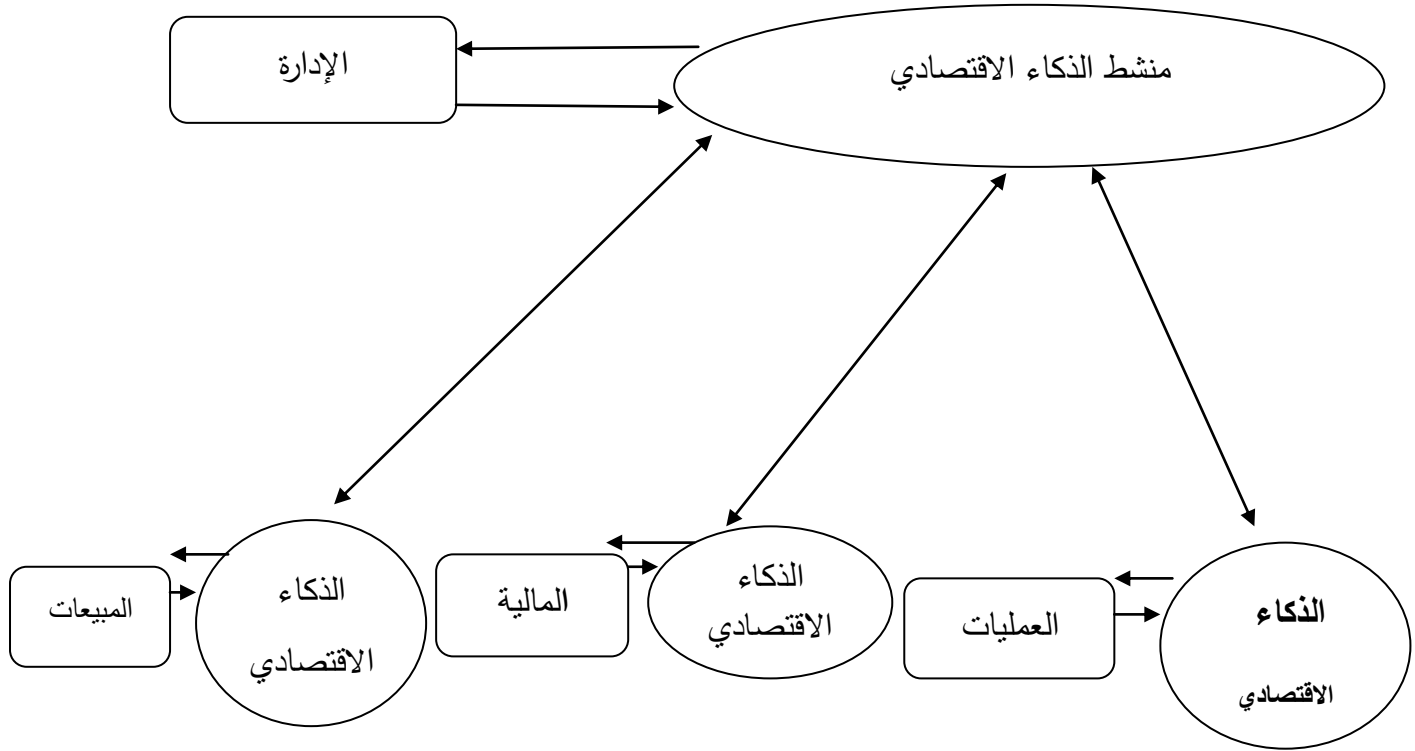 منشط الذكاء الاقتصادي
الإدارة
الذكاء
الاقتصادي
العمليات
الذكاء
الاقتصادي
المالية
الذكاء
الاقتصادي
المبيعات